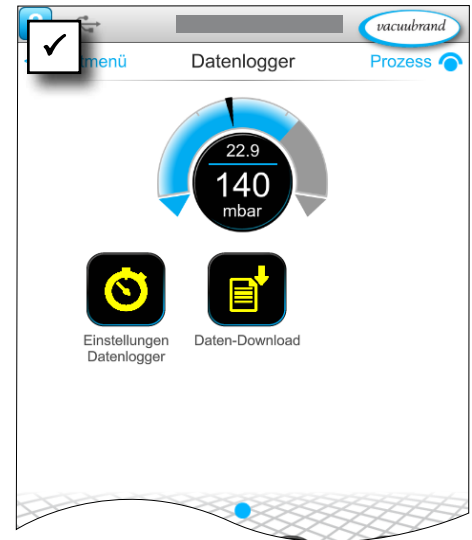 vacuubrand
menü
Datenlogger
Prozess
22.9
140
mbar
Einstellungen
Datenlogger
Daten-Download